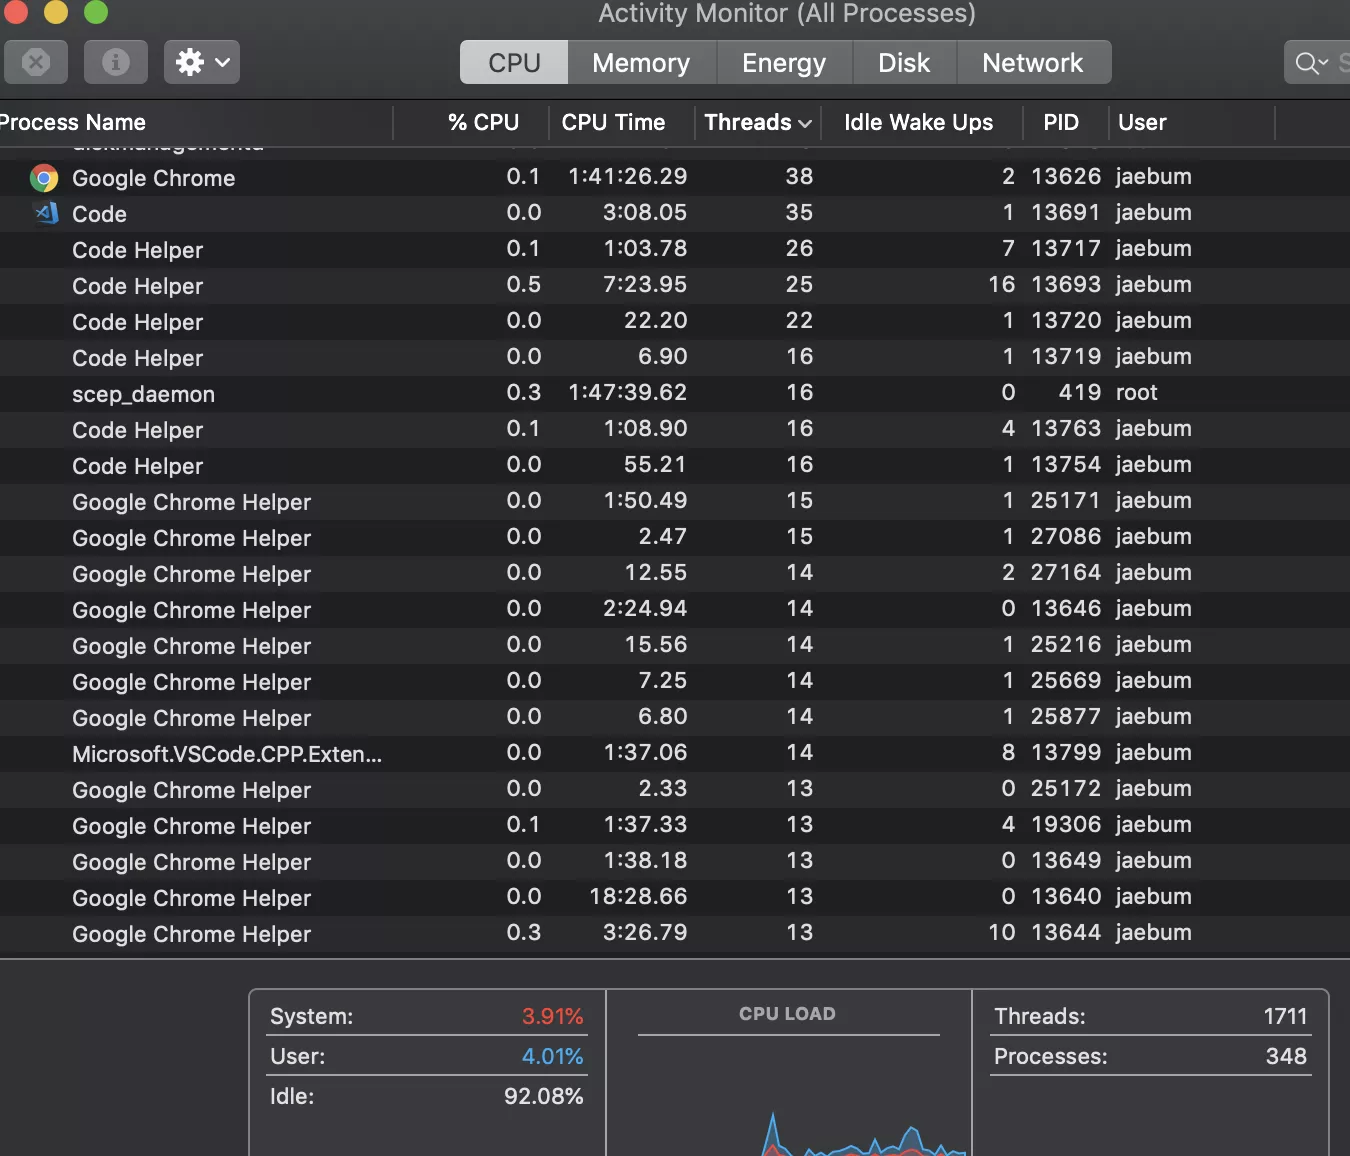 Activity Monitor (All Processes)
CPU Memory Energy Disk Network
Process Name % CPU CPU Time Threads Idle Wake Ups PID User
Google Chrome 0.1 1:41:26.29 38 2 13626 jaebum
Code 0.0 3:08.05 35 1 13691 jaebum
Code Helper 0.1 1:03.78 26 7 13717 jaebum
Code Helper 0.5 7:23.95 25 16 13693 jaebum
Code Helper 0.0 22.20 22 1 13720 jaebum
Code Helper 0.0 6.90 16 1 13719 jaebum
scep_daemon 0.3 1:47:39.62 16 0 419 root
Code Helper 0.1 1:08.90 16 4 13763 jaebum
Code Helper 0.0 55.21 16 1 13754 jaebum
Google Chrome Helper 0.0 1:50.49 15 1 25171 jaebum
Google Chrome Helper 0.0 2.47 15 1 27086 jaebum
Google Chrome Helper 0.0 12.55 14 2 27164 jaebum
Google Chrome Helper 0.0 2:24.94 14 0 13646 jaebum
Google Chrome Helper 0.0 15.56 14 1 25216 jaebum
Google Chrome Helper 0.0 7.25 14 1 25669 jaebum
Google Chrome Helper 0.0 6.80 14 1 25877 jaebum
Microsoft.VSCode.CPP.Exten... 0.0 1:37.06 14 8 13799 jaebum
Google Chrome Helper 0.0 2.33 13 0 25172 jaebum
Google Chrome Helper 0.1 1:37.33 13 4 19306 jaebum
Google Chrome Helper 0.0 1:38.18 13 0 13649 jaebum
Google Chrome Helper 0.0 18:28.66 13 0 13640 jaebum
Google Chrome Helper 0.3 3:26.79 13 10 13644 jaebum
System: 3.91%
User: 4.01%
Idle: 92.08%
CPU LOAD
Threads: 1711
Processes: 348